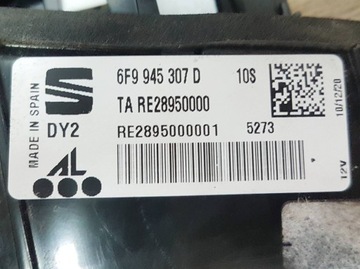 6F9 945 307 D 10S
TA RE28950000
DY2 RE2895000001 5273
MADE IN SPAIN
AL
10/12/20
12V